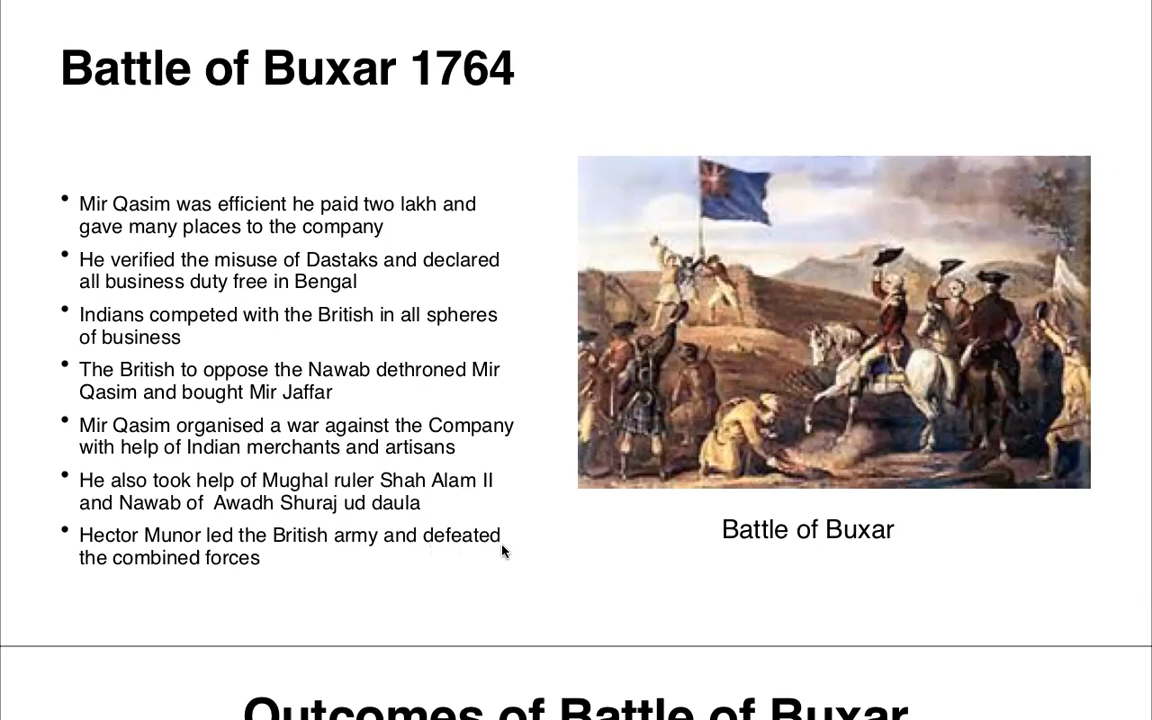 Battle of Buxar 1764
• Mir Qasim was efficient he paid two lakh and
gave many places to the company
• He verified the misuse of Dastaks and declared
all business duty free in Bengal
• Indians competed with the British in all spheres
of business
• The British to oppose the Nawab dethroned Mir
Qasim and bought Mir Jaffar
• Mir Qasim organised a war against the Company
with help of Indian merchants and artisans
• He also took help of Mughal ruler Shah Alam II
and Nawab of  Awadh Shuraj ud daula
• Hector Munor led the British army and defeated
the combined forces
Battle of Buxar
Outcomes of Battle of Buxar